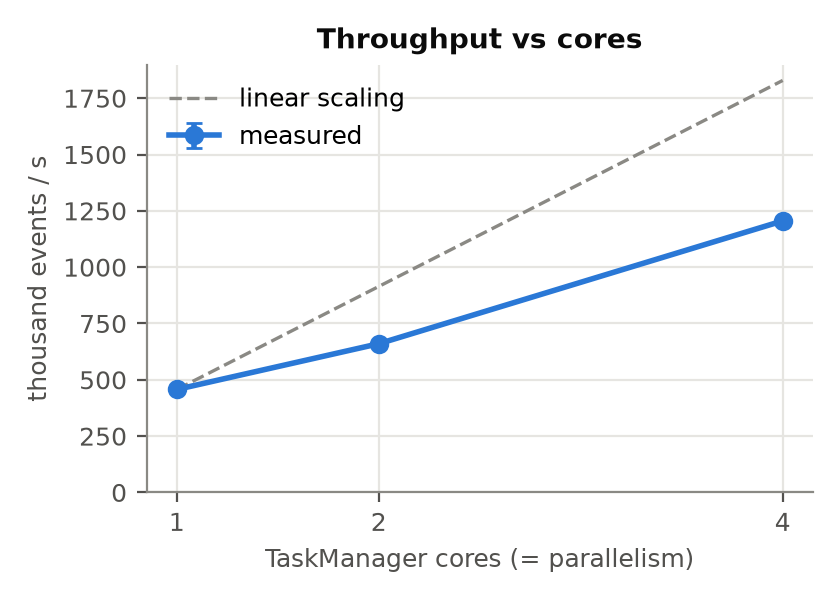 Throughput vs cores
linear scaling
measured
thousand events / s
1750
1500
1250
1000
750
500
250
0
1 2 4
TaskManager cores (= parallelism)